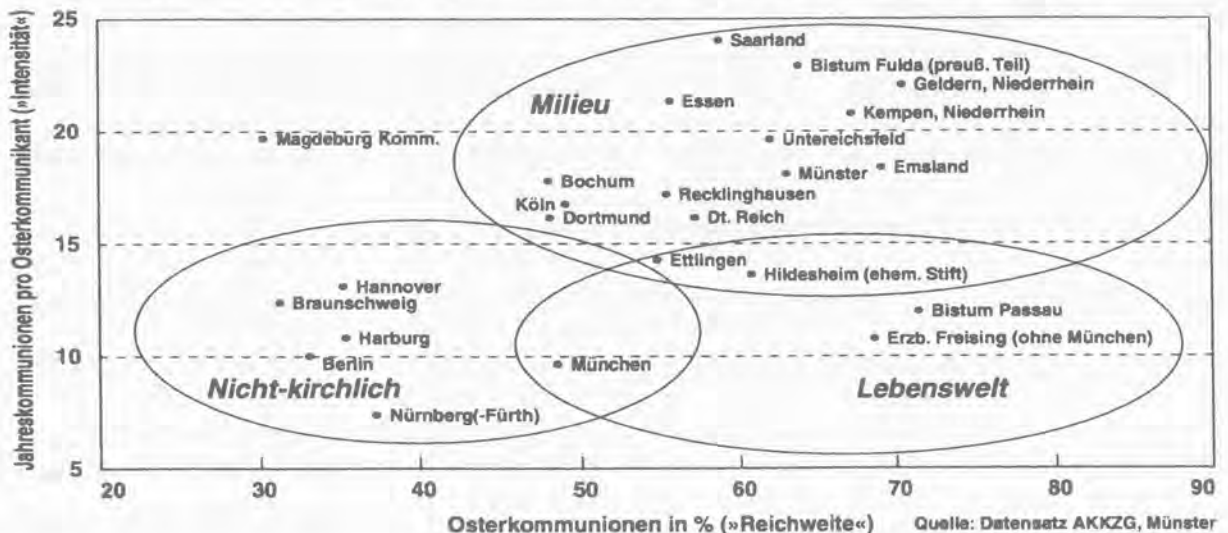 Jahreskommunionen pro Osterkommunikant (»Intensität«)
25
20
15
10
5
Saarland
Bistum Fulda (preuß. Teil)
Geldern, Niederrhein
Milieu
Essen
Kempen, Niederrhein
Magdeburg Komm.
Untereichsfeld
Emsland
Münster
Bochum
Recklinghausen
Köln
Dortmund
Dt. Reich
Ettlingen
Hildesheim (ehem. Stift)
Hannover
Braunschweig
Bistum Passau
Harburg
Erzb. Freising (ohne München)
Berlin
München
Nicht-kirchlich
Lebenswelt
Nürnberg(-Fürth)
20 30 40 50 60 70 80 90
Osterkommunionen in % (»Reichweite«)
Quelle: Datensatz AKKZG, Münster